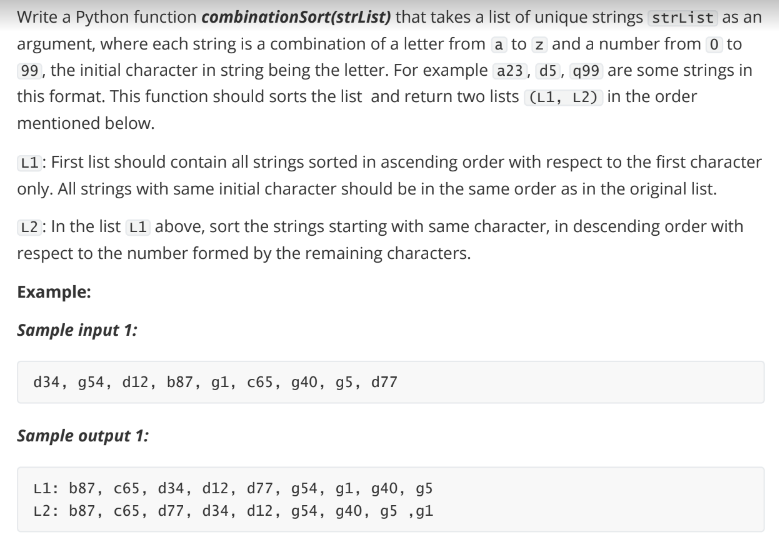 Write a Python function combinationSort(strList) that takes a list of unique strings strList as an
argument, where each string is a combination of a letter from a to z and a number from 0 to
99, the initial character in string being the letter. For example a23, d5, q99 are some strings in
this format. This function should sorts the list and return two lists (L1, L2) in the order
mentioned below.
L1: First list should contain all strings sorted in ascending order with respect to the first character
only. All strings with same initial character should be in the same order as in the original list.
L2: In the list L1 above, sort the strings starting with same character, in descending order with
respect to the number formed by the remaining characters.
Example:
Sample input 1:
d34, g54, d12, b87, g1, c65, g40, g5, d77
Sample output 1:
L1: b87, c65, d34, d12, d77, g54, g1, g40, g5
L2: b87, c65, d77, d34, d12, g54, g40, g5 ,g1